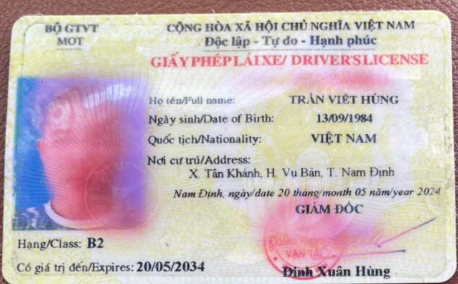 BỘ GTVT
MOT
CỘNG HÒA XÃ HỘI CHỦ NGHĨA VIỆT NAM
Độc lập - Tự do - Hạnh phúc
GIẤY PHÉP LÁI XE/ DRIVER'S LICENSE
Họ tên/Full name: TRẦN VIẾT HÙNG
Ngày sinh/Date of Birth: 13/09/1984
Quốc tịch/Nationality: VIỆT NAM
Nơi cư trú/Address:
X. Tân Khánh, H. Vụ Bản, T. Nam Định
Nam Định, ngày/date 20 tháng/month 05 năm/year 2024
GIÁM ĐỐC
Hạng/Class: B2
VẬN TẢI
Có giá trị đến/Expires: 20/05/2034
Đinh Xuân Hùng